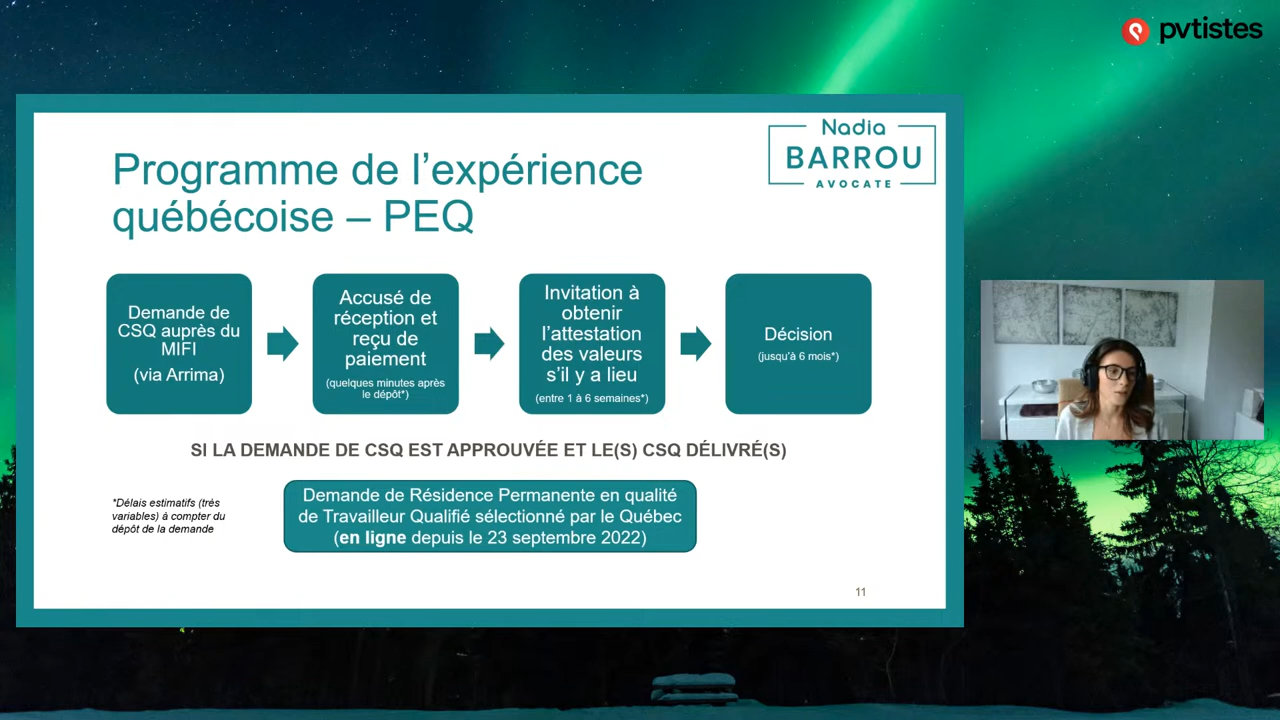 pvtistes
Nadia
BARROU
AVOCATE
Programme de l’expérience
québécoise – PEQ
Demande de
CSQ auprès du
MIFI
(via Arrima)
Accusé de
réception et
reçu de
paiement
(quelques minutes après
le dépôt*)
Invitation à
obtenir
l’attestation
des valeurs
s’il y a lieu
(entre 1 à 6 semaines*)
Décision
(jusqu’à 6 mois*)
SI LA DEMANDE DE CSQ EST APPROUVÉE ET LE(S) CSQ DÉLIVRÉ(S)
*Délais estimatifs (très
variables) à compter du
dépôt de la demande
Demande de Résidence Permanente en qualité
de Travailleur Qualifié sélectionné par le Québec
(en ligne depuis le 23 septembre 2022)
11